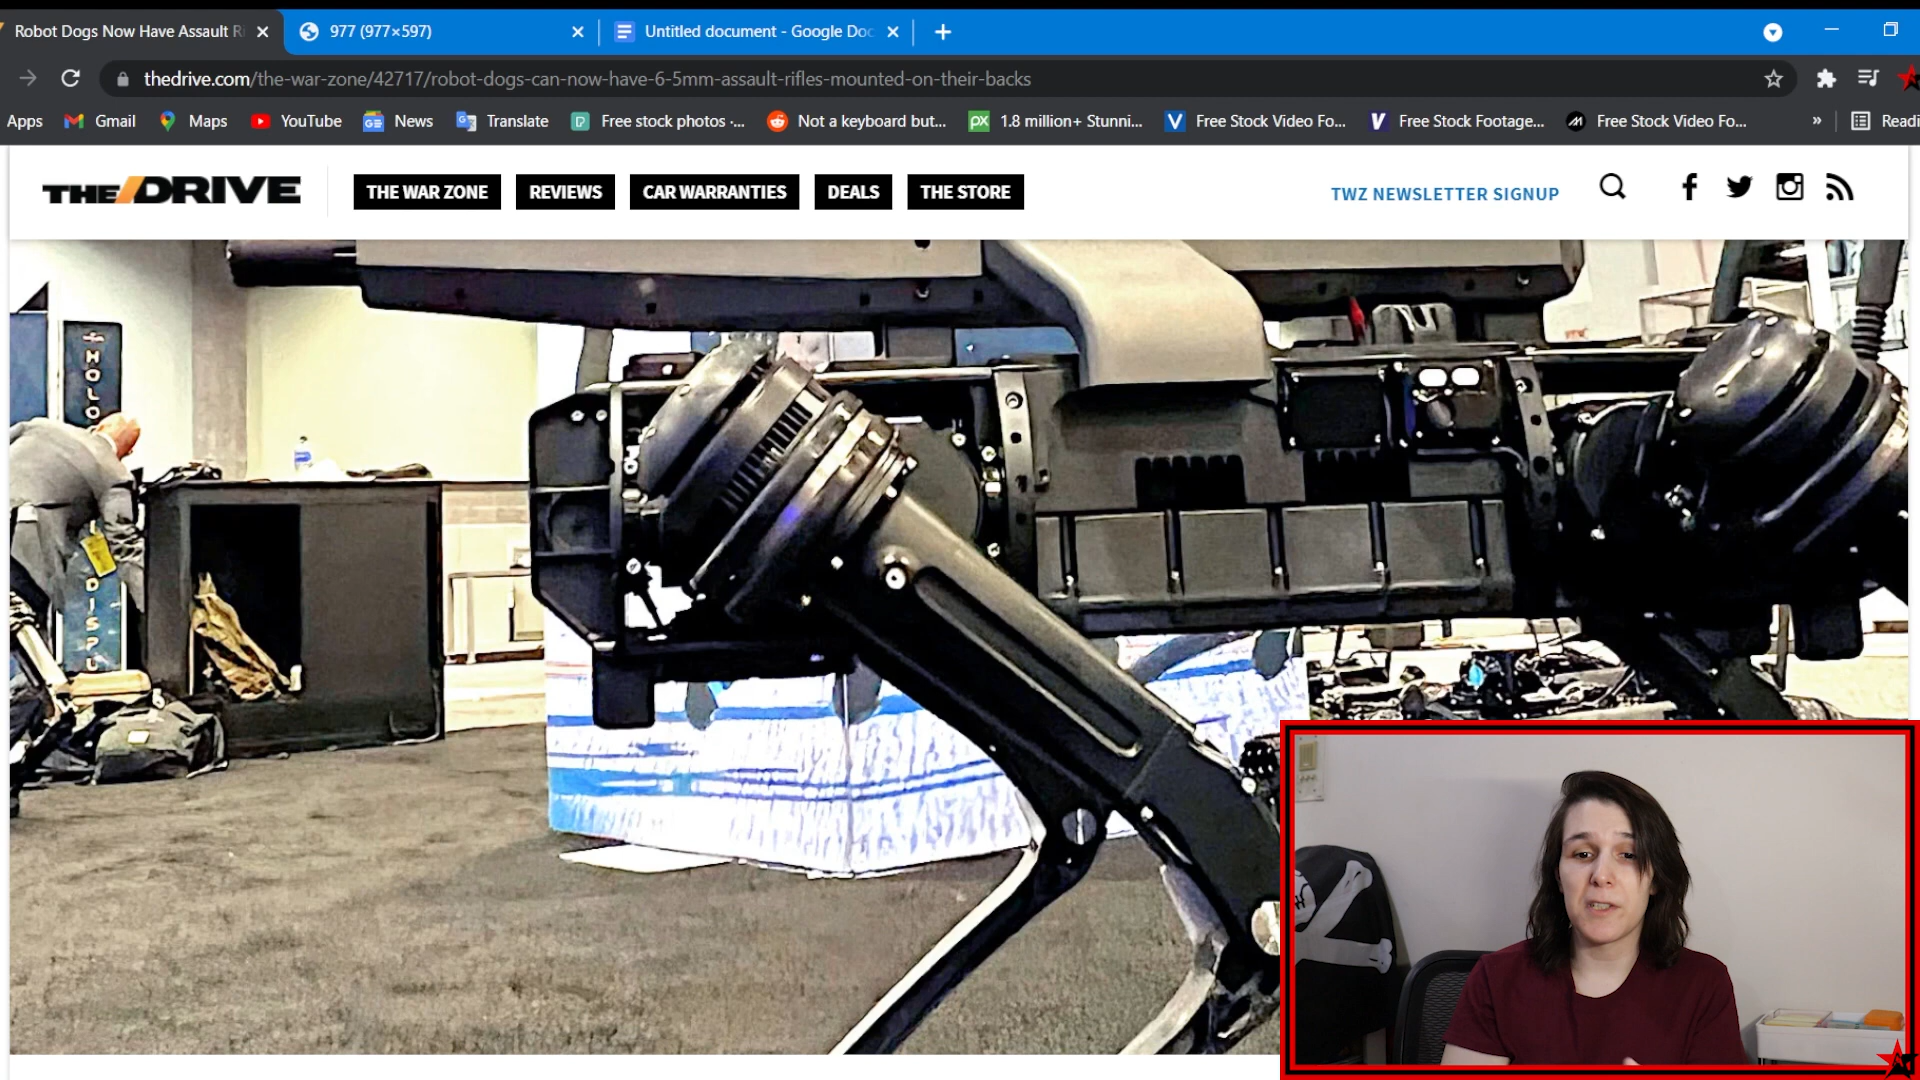 Robot Dogs Now Have Assault R
977 (977×597)
Untitled document - Google Doc
thedrive.com/the-war-zone/42717/robot-dogs-can-now-have-6-5mm-assault-rifles-mounted-on-their-backs
Apps Gmail Maps YouTube News Translate Free stock photos ·... Not a keyboard but... 1.8 million+ Stunni... Free Stock Video Fo... Free Stock Footage... Free Stock Video Fo... » Readi
THE DRIVE
THE WAR ZONE REVIEWS CAR WARRANTIES DEALS THE STORE
TWZ NEWSLETTER SIGNUP
HOLO